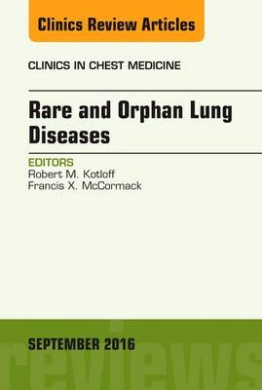 Clinics Review Articles
CLINICS IN CHEST MEDICINE
Rare and Orphan Lung
Diseases
EDITORS
Robert M. Kotloff
Francis X. McCormack
SEPTEMBER 2016
reviews